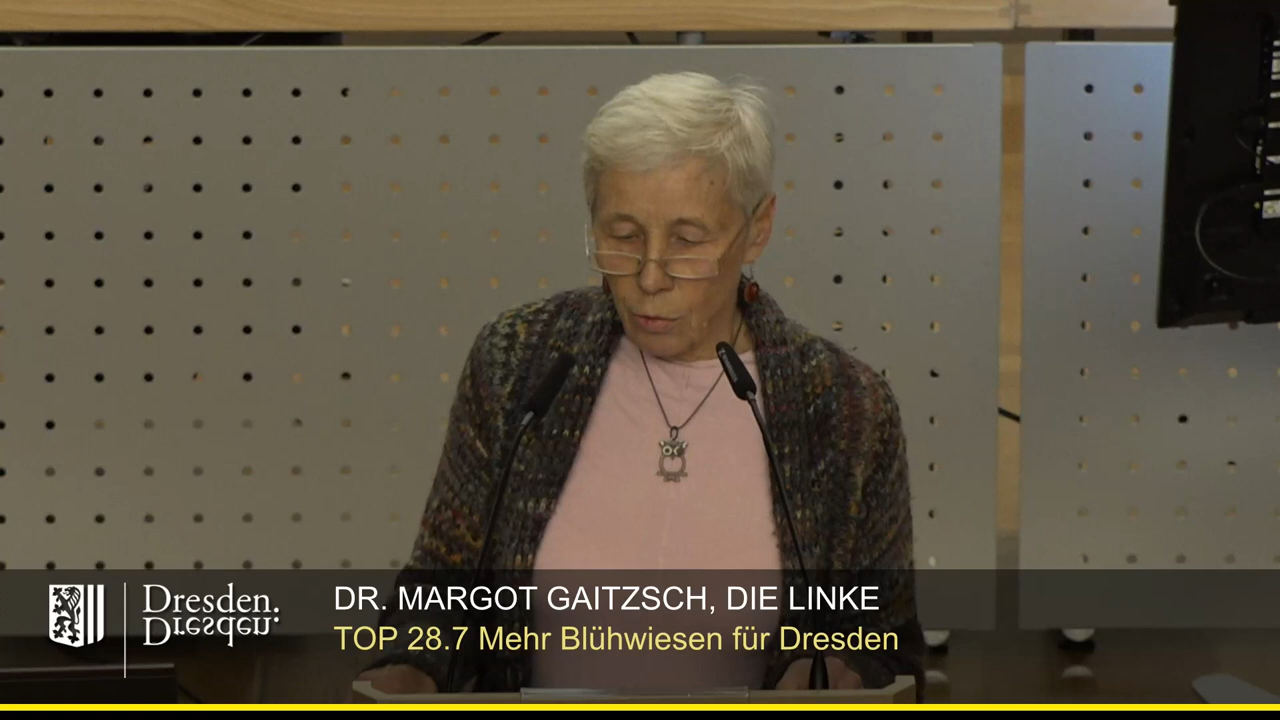 Dresden.
Dresden.
DR. MARGOT GAITZSCH, DIE LINKE
TOP 28.7 Mehr Blühwiesen für Dresden